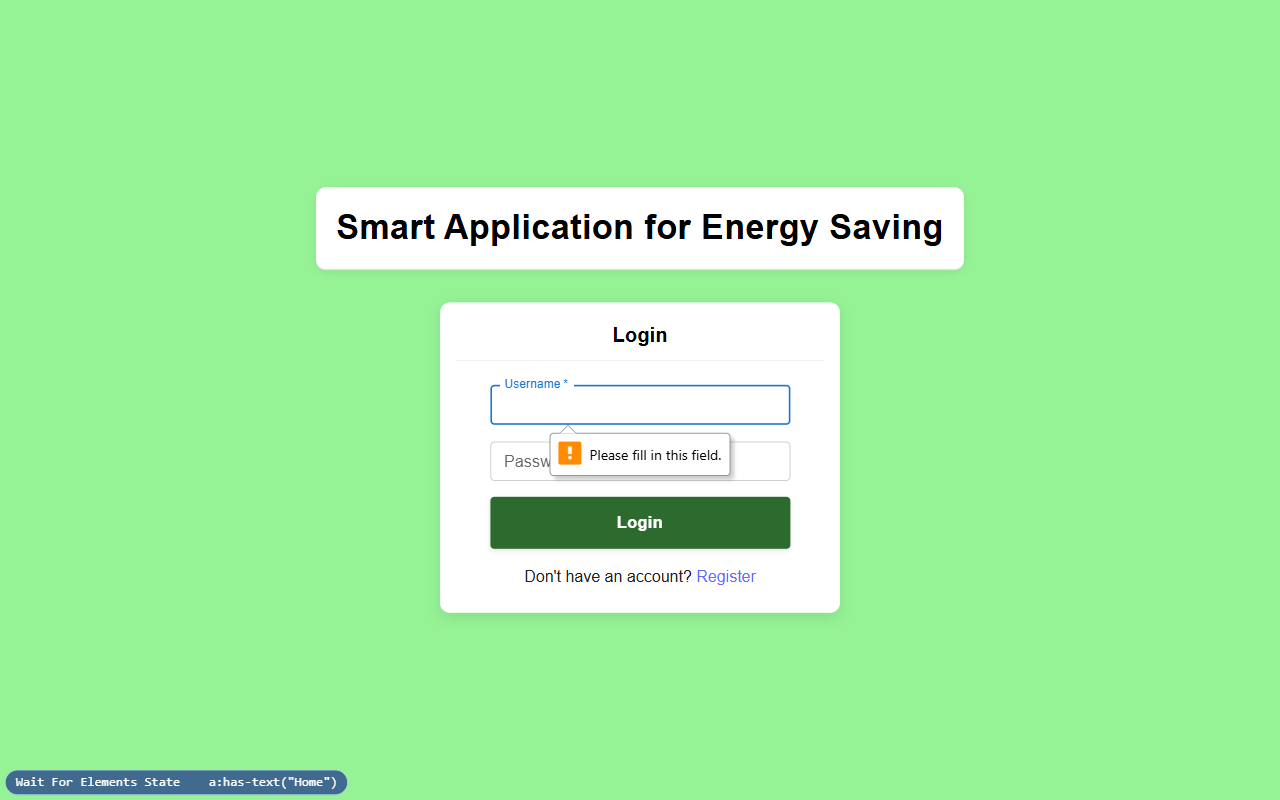 Smart Application for Energy Saving
Login
Username *
Please fill in this field.
Passw
Login
Don't have an account? Register
Wait For Elements State    a:has-text("Home")